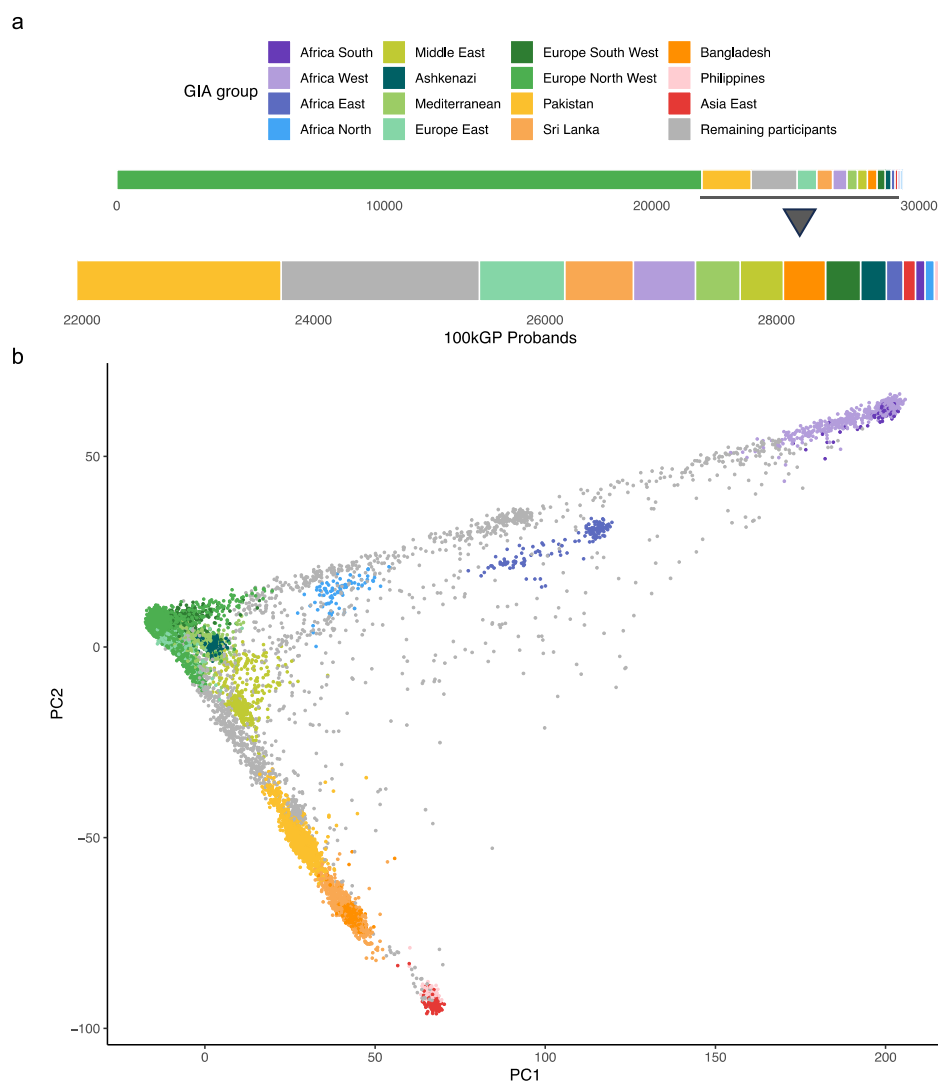 a
GIA group
Africa South Middle East Europe South West Bangladesh
Africa West Ashkenazi Europe North West Philippines
Africa East Mediterranean Pakistan Asia East
Africa North Europe East Sri Lanka Remaining participants
0 10000 20000 30000
22000 24000 26000 28000
100kGP Probands
b
PC2
50
0
−50
−100
0 50 100 150 200
PC1